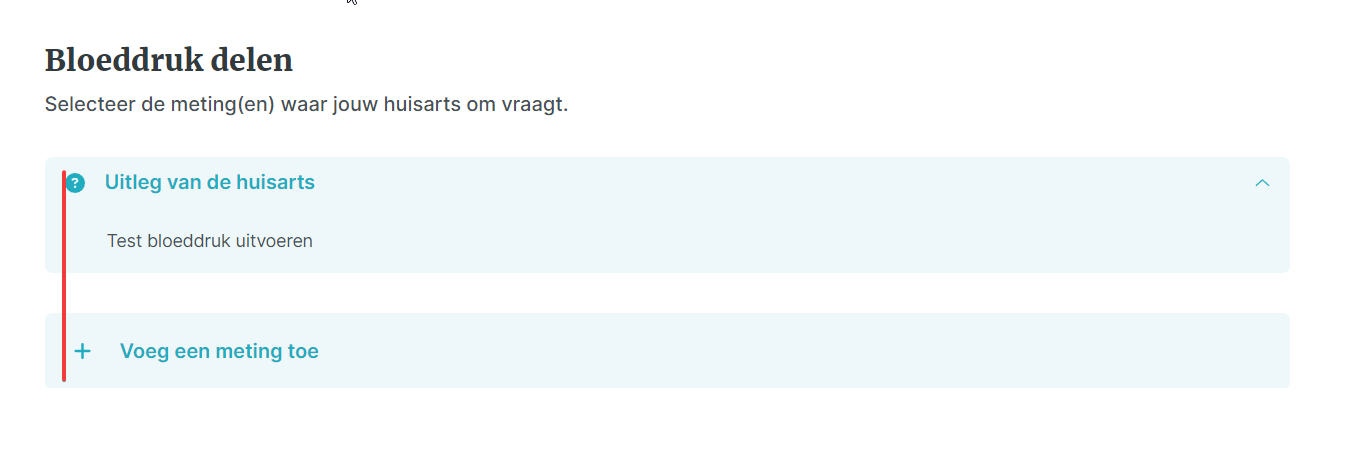 Bloeddruk delen
Selecteer de meting(en) waar jouw huisarts om vraagt.
? Uitleg van de huisarts
Test bloeddruk uitvoeren
+ Voeg een meting toe